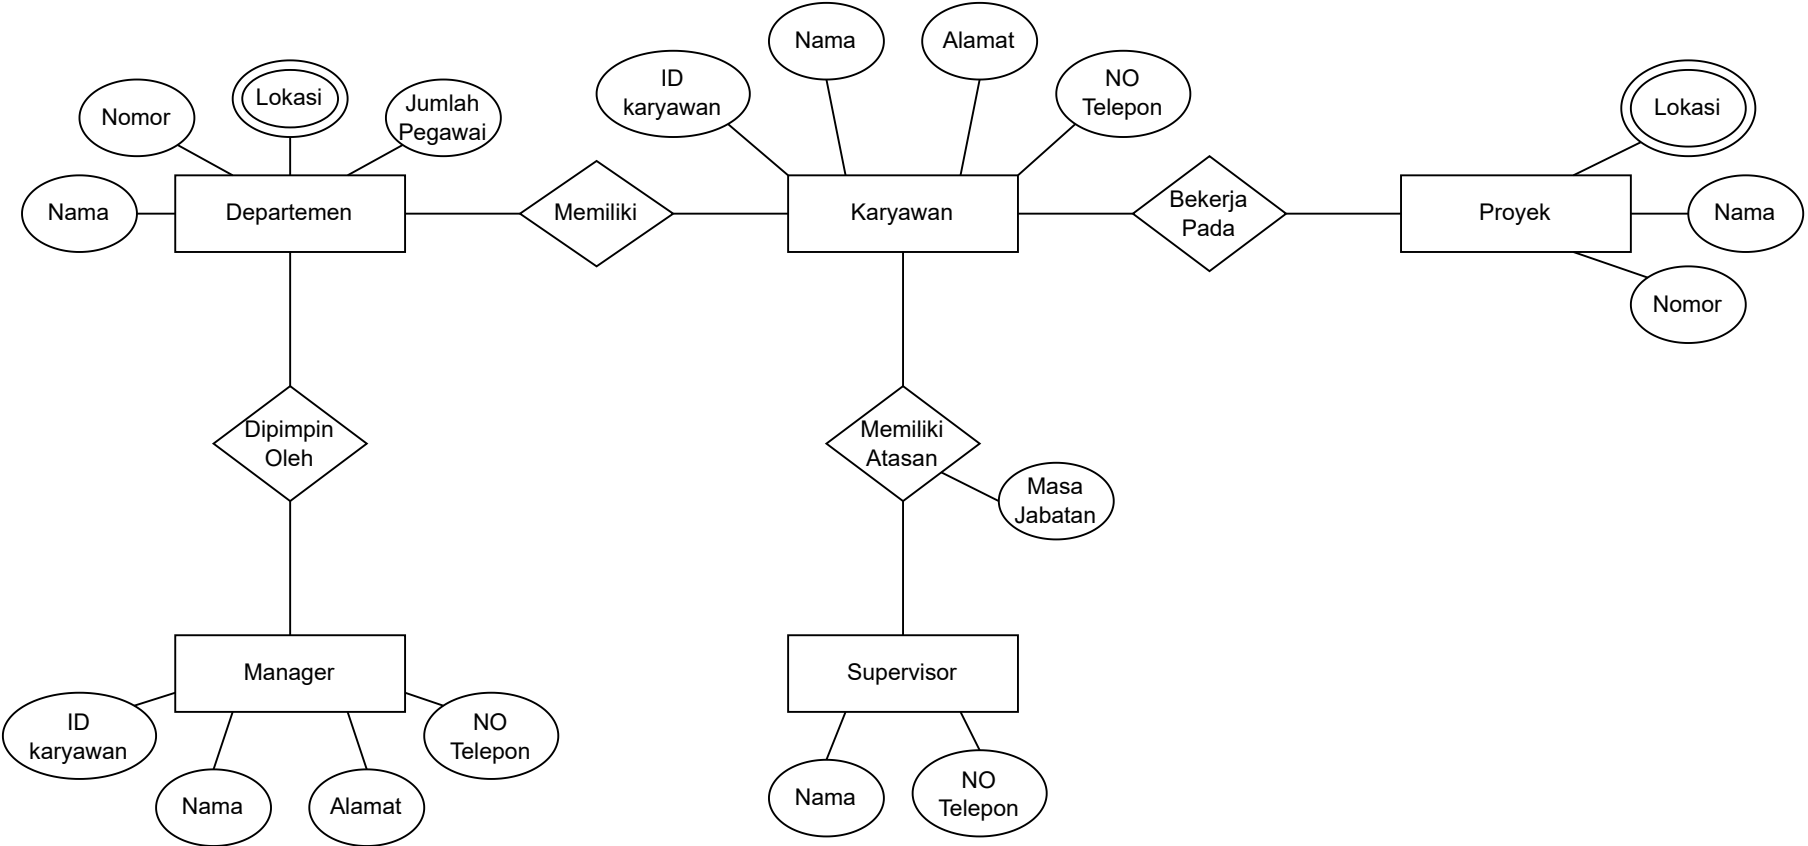 Nama
Alamat
ID
karyawan
NO
Telepon
Nomor
Lokasi
Jumlah
Pegawai
Lokasi
Nama
Departemen
Memiliki
Karyawan
Bekerja
Pada
Proyek
Nama
Nomor
Dipimpin
Oleh
Memiliki
Atasan
Masa
Jabatan
Manager
Supervisor
ID
karyawan
NO
Telepon
Nama
Alamat
Nama
NO
Telepon